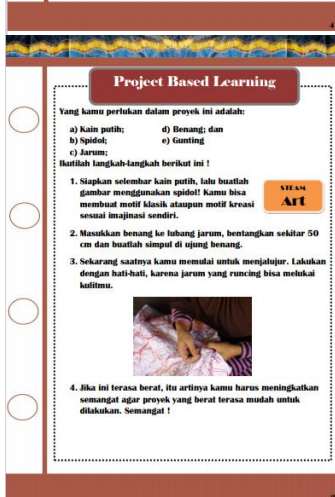 Project Based Learning
Yang kamu perlukan dalam proyek ini adalah:
a) Kain putih; d) Benang; dan
b) Spidol; e) Gunting
c) Jarum;
Ikutilah langkah-langkah berikut ini !
1. Siapkan selembar kain putih, lalu buatlah
gambar menggunakan spidol! Kamu bisa
membuat motif klasik ataupun motif kreasi
sesuai imajinasi sendiri.
STEAM
Art
2. Masukkan benang ke lubang jarum, bentangkan sekitar 50
cm dan buatlah simpul di ujung benang.
3. Sekarang saatnya kamu memulai untuk menjalujur. Lakukan
dengan hati-hati, karena jarum yang runcing bisa melukai
kulitmu.
4. Jika ini terasa berat, itu artinya kamu harus meningkatkan
semangat agar proyek yang berat terasa mudah untuk
dilakukan. Semangat !